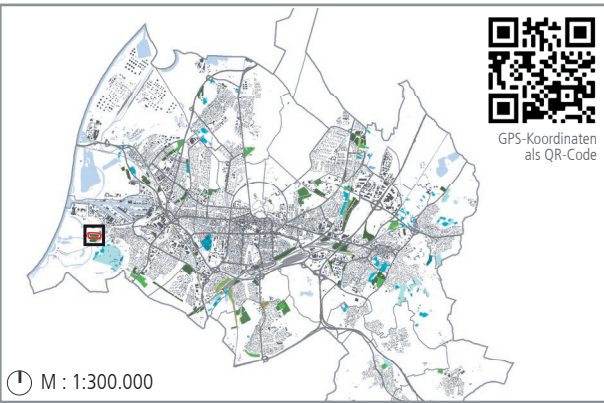 GPS-Koordinaten
als QR-Code
M : 1:300.000